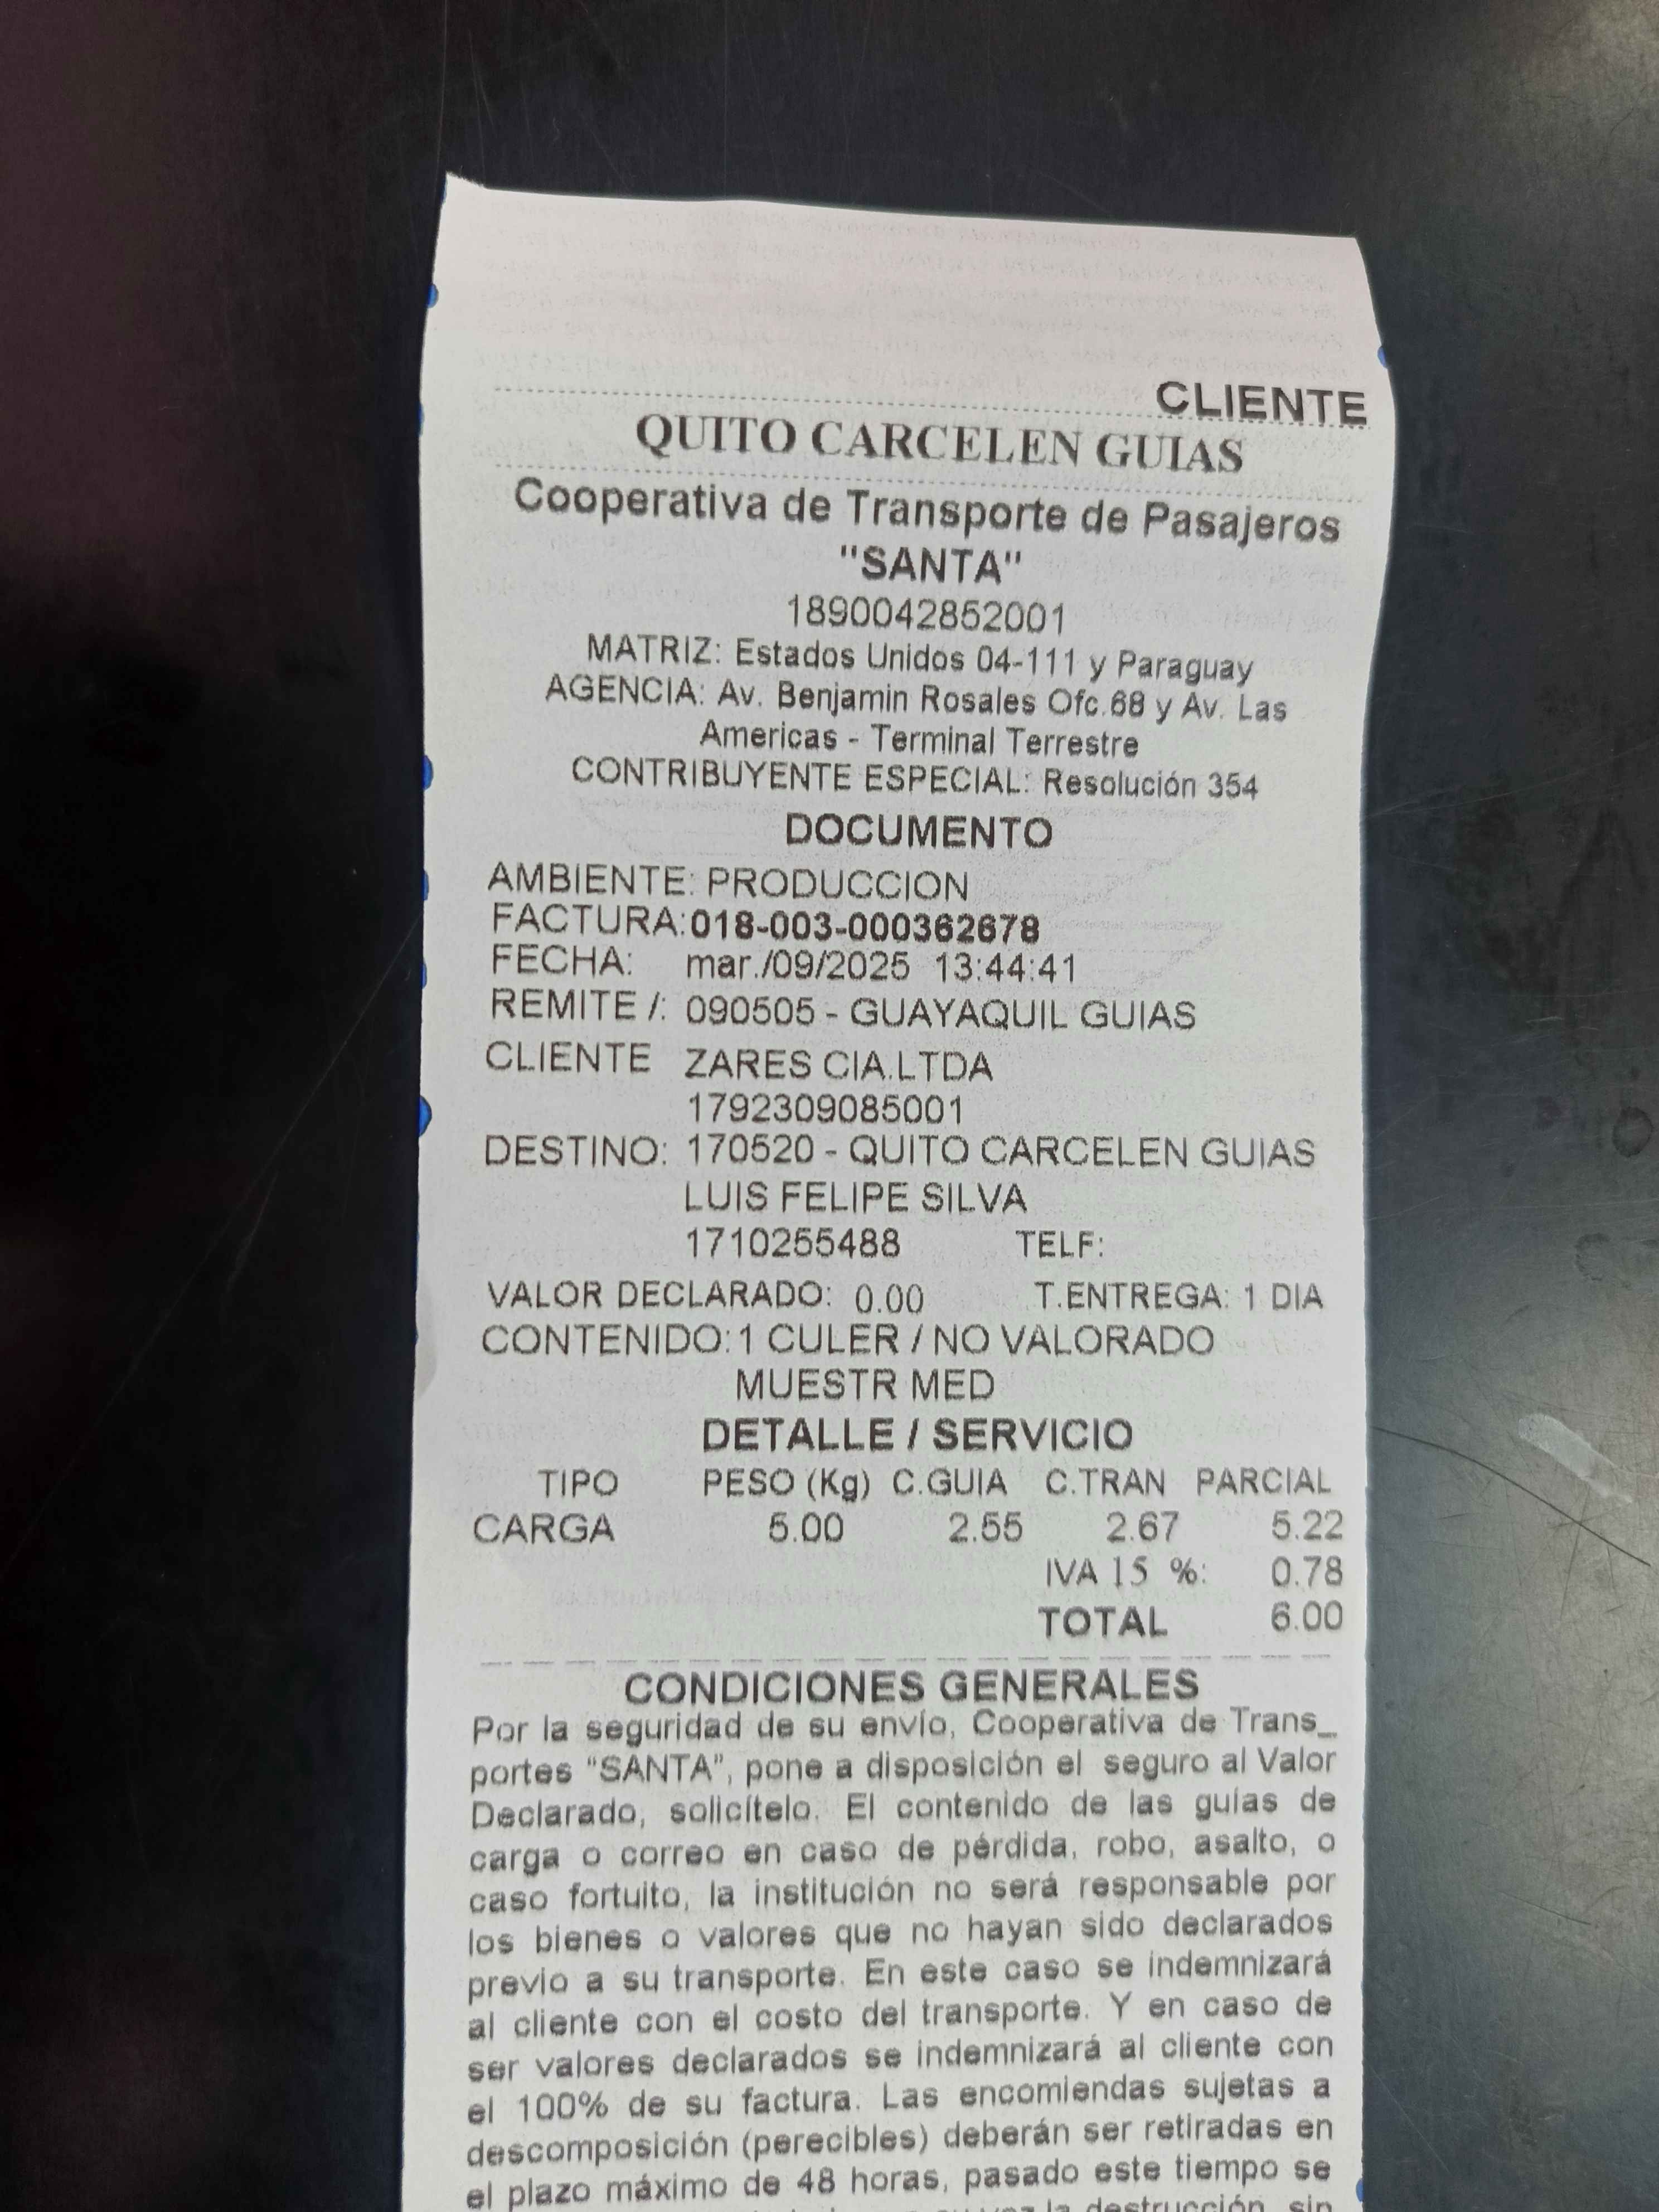 CLIENTE
QUITO CARCELEN GUIAS
Cooperativa de Transporte de Pasajeros
"SANTA"
1890042852001
MATRIZ: Estados Unidos 04-111 y Paraguay
AGENCIA: Av. Benjamin Rosales Ofc.68 y Av. Las
Americas - Terminal Terrestre
CONTRIBUYENTE ESPECIAL: Resolución 354
DOCUMENTO
AMBIENTE: PRODUCCION
FACTURA:018-003-000362678
FECHA: mar./09/2025 13:44:41
REMITE /: 090505 - GUAYAQUIL GUIAS
CLIENTE ZARES CIA.LTDA
1792309085001
DESTINO: 170520 - QUITO CARCELEN GUIAS
LUIS FELIPE SILVA
1710255488 TELF:
VALOR DECLARADO: 0.00 T.ENTREGA: 1 DIA
CONTENIDO:1 CULER / NO VALORADO
MUESTR MED
DETALLE / SERVICIO
TIPO PESO (Kg) C.GUIA C.TRAN PARCIAL
CARGA 5.00 2.55 2.67 5.22
IVA 15 %: 0.78
TOTAL 6.00
CONDICIONES GENERALES
Por la seguridad de su envío, Cooperativa de Trans_
portes “SANTA”, pone a disposición el seguro al Valor
Declarado, solicítelo. El contenido de las guías de
carga o correo en caso de pérdida, robo, asalto, o
caso fortuito, la institución no será responsable por
los bienes o valores que no hayan sido declarados
previo a su transporte. En este caso se indemnizará
al cliente con el costo del transporte. Y en caso de
ser valores declarados se indemnizará al cliente con
el 100% de su factura. Las encomiendas sujetas a
descomposición (perecibles) deberán ser retiradas en
el plazo máximo de 48 horas, pasado este tiempo se
vez la destrucción, sin